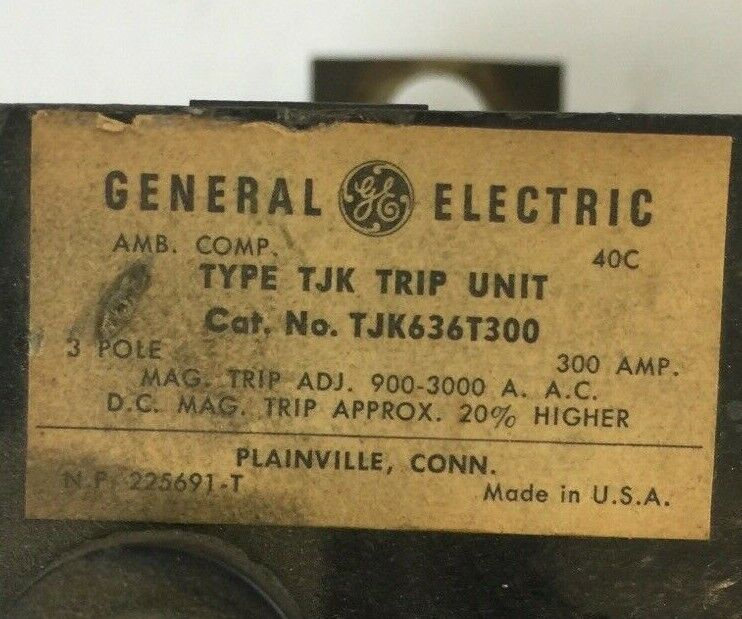 GENERAL GE ELECTRIC
AMB. COMP. 40C
TYPE TJK TRIP UNIT
Cat. No. TJK636T300
3 POLE 300 AMP.
MAG. TRIP ADJ. 900-3000 A. A.C.
D.C. MAG. TRIP APPROX. 20% HIGHER
PLAINVILLE, CONN.
N.P. 225691-T Made in U.S.A.